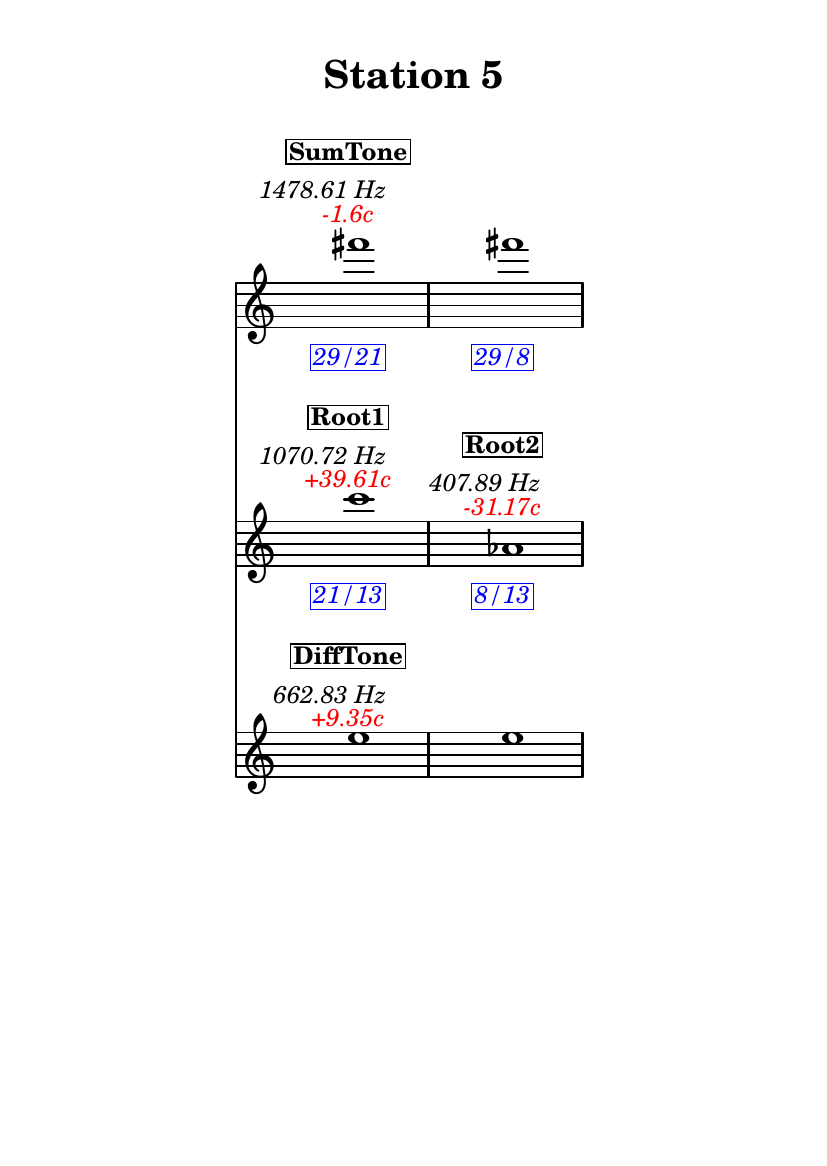 Station 5
SumTone
1478.61 Hz
-1.6c
29/21 29/8
Root1
1070.72 Hz
+39.61c
Root2
407.89 Hz
-31.17c
21/13 8/13
DiffTone
662.83 Hz
+9.35c